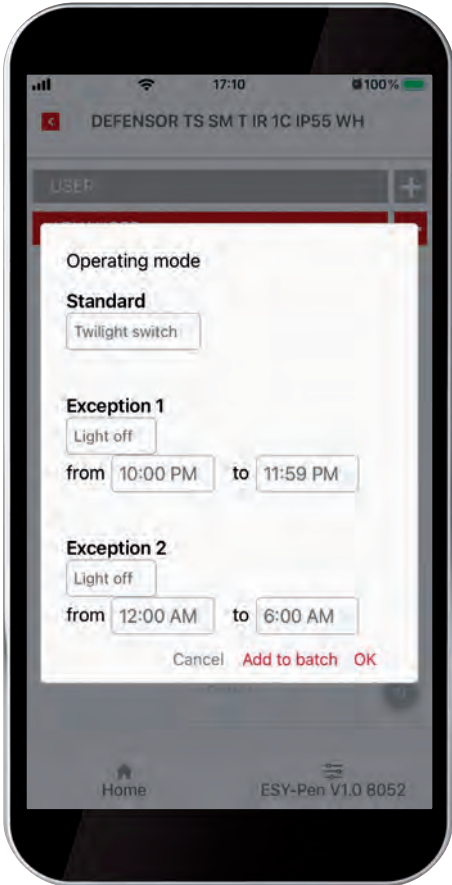 17:10
100%
DEFENSOR TS SM T IR 1C IP55 WH
USER
Operating mode
Standard
Twilight switch
Exception 1
Light off
from 10:00 PM to 11:59 PM
Exception 2
Light off
from 12:00 AM to 6:00 AM
Cancel Add to batch OK
Home ESY-Pen V1.0 8052